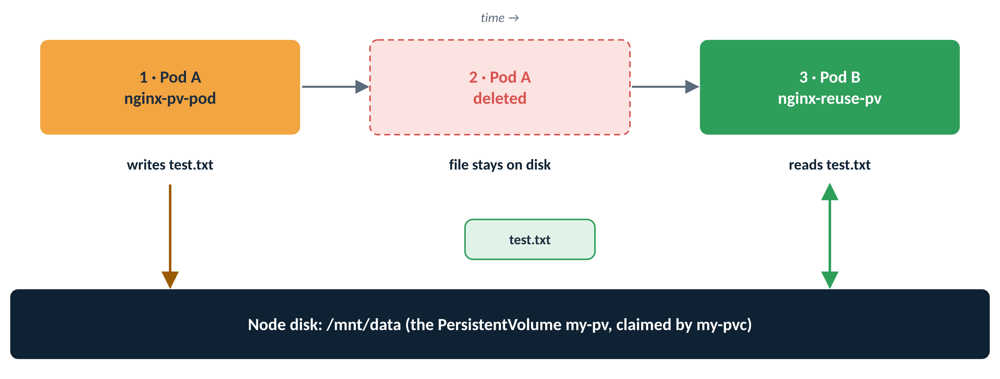 time →
1 · Pod A
nginx-pv-pod
2 · Pod A
deleted
3 · Pod B
nginx-reuse-pv
writes test.txt
file stays on disk
reads test.txt
test.txt
Node disk: /mnt/data (the PersistentVolume my-pv, claimed by my-pvc)